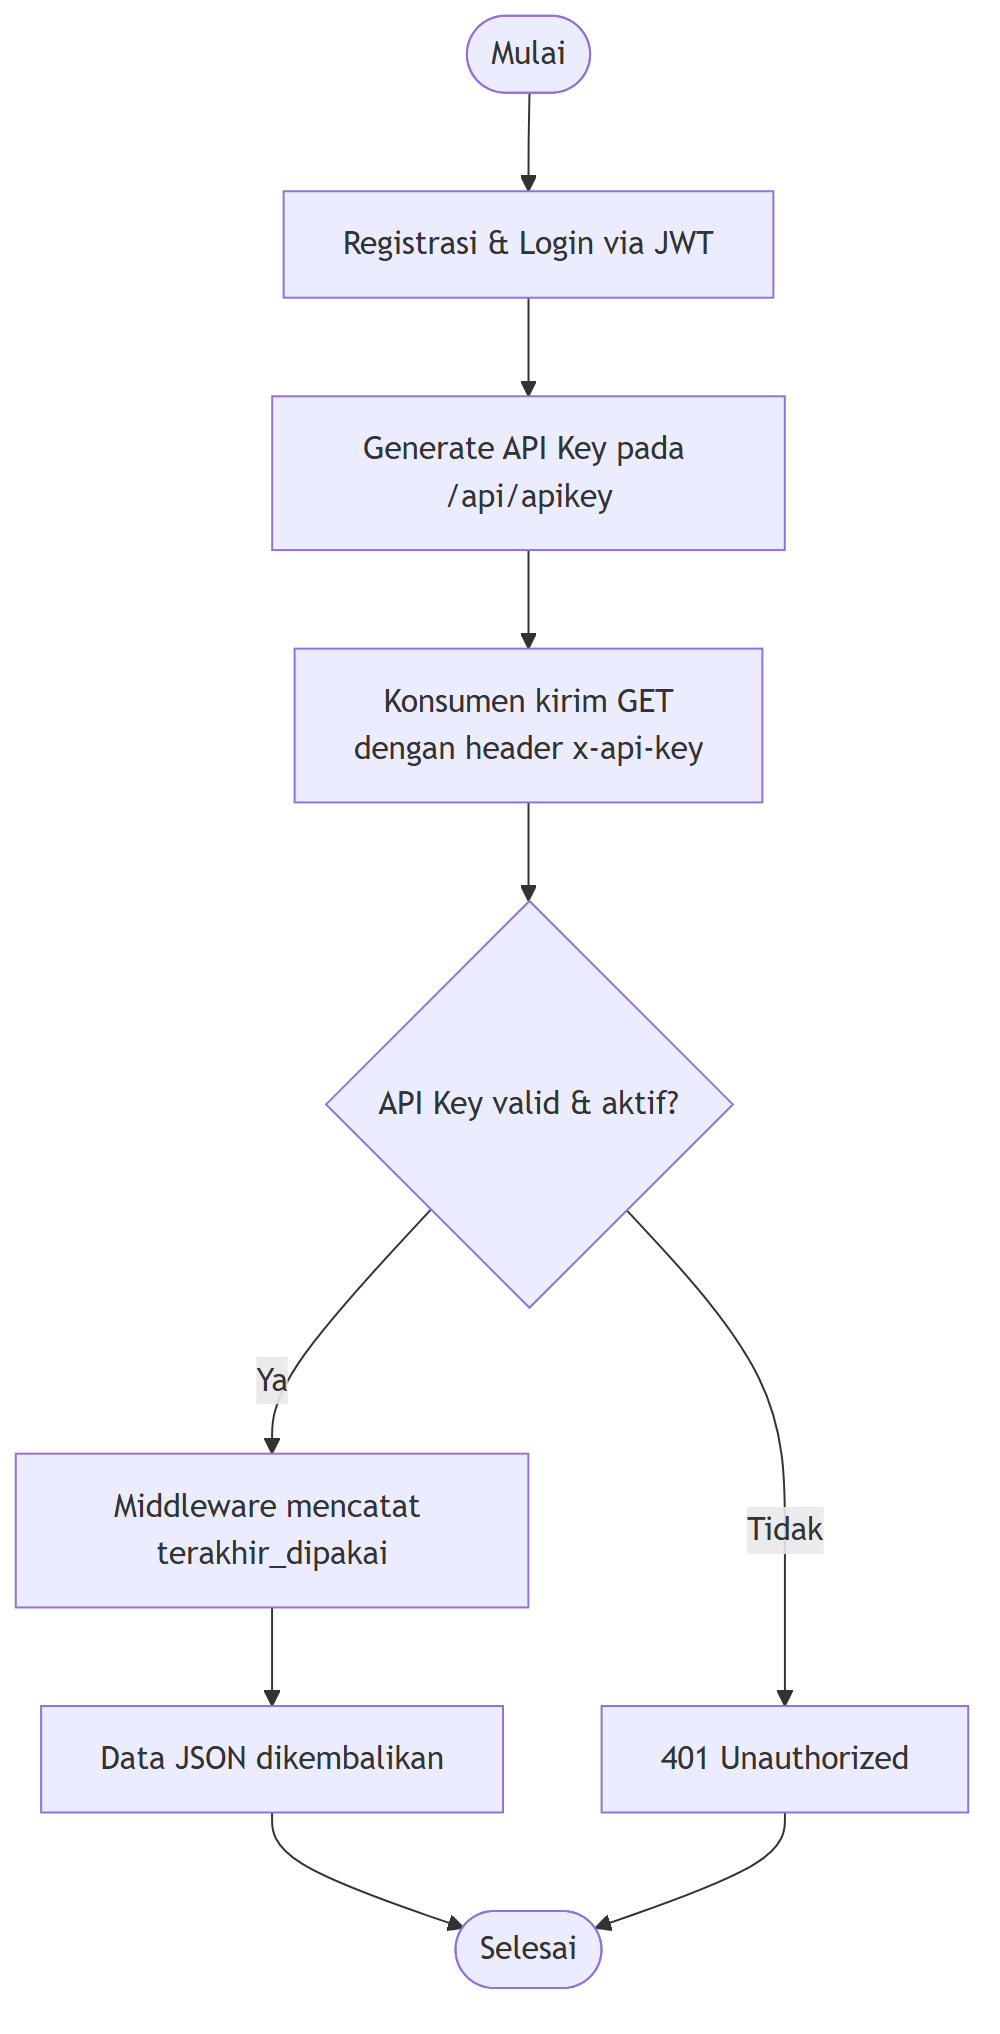 Mulai
Registrasi & Login via JWT
Generate API Key pada
/api/apikey
Konsumen kirim GET
dengan header x-api-key
API Key valid & aktif?
Ya
Middleware mencatat
terakhir_dipakai
Tidak
Data JSON dikembalikan
401 Unauthorized
Selesai